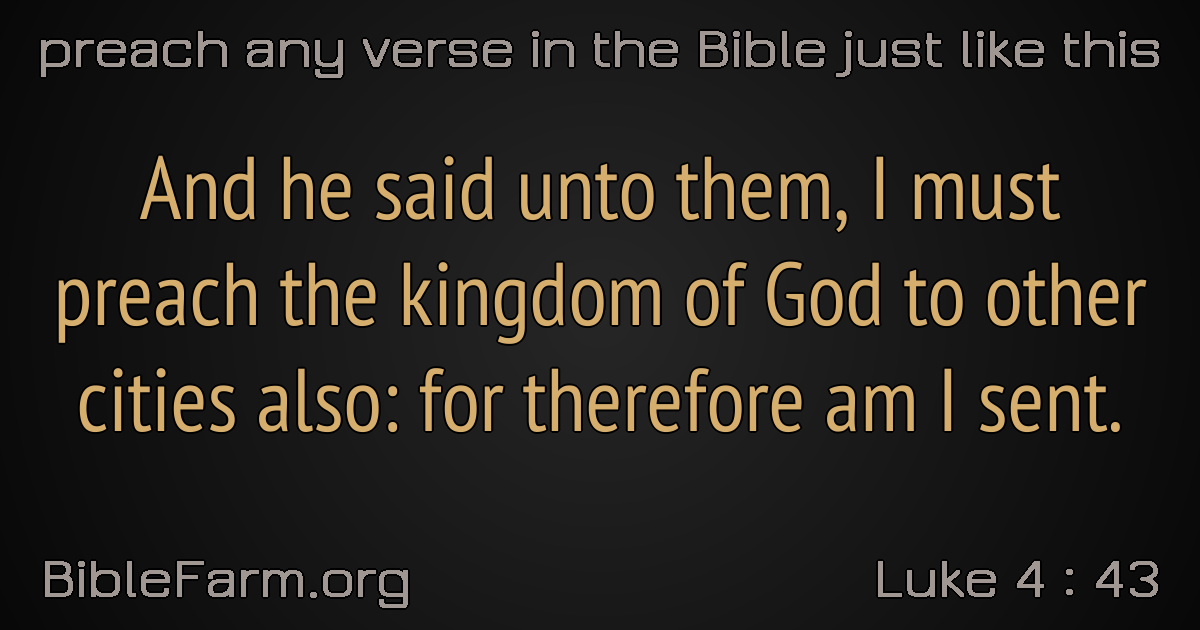 preach any verse in the Bible just like this
And he said unto them, I must
preach the kingdom of God to other
cities also: for therefore am I sent.
BibleFarm.org
Luke 4 : 43